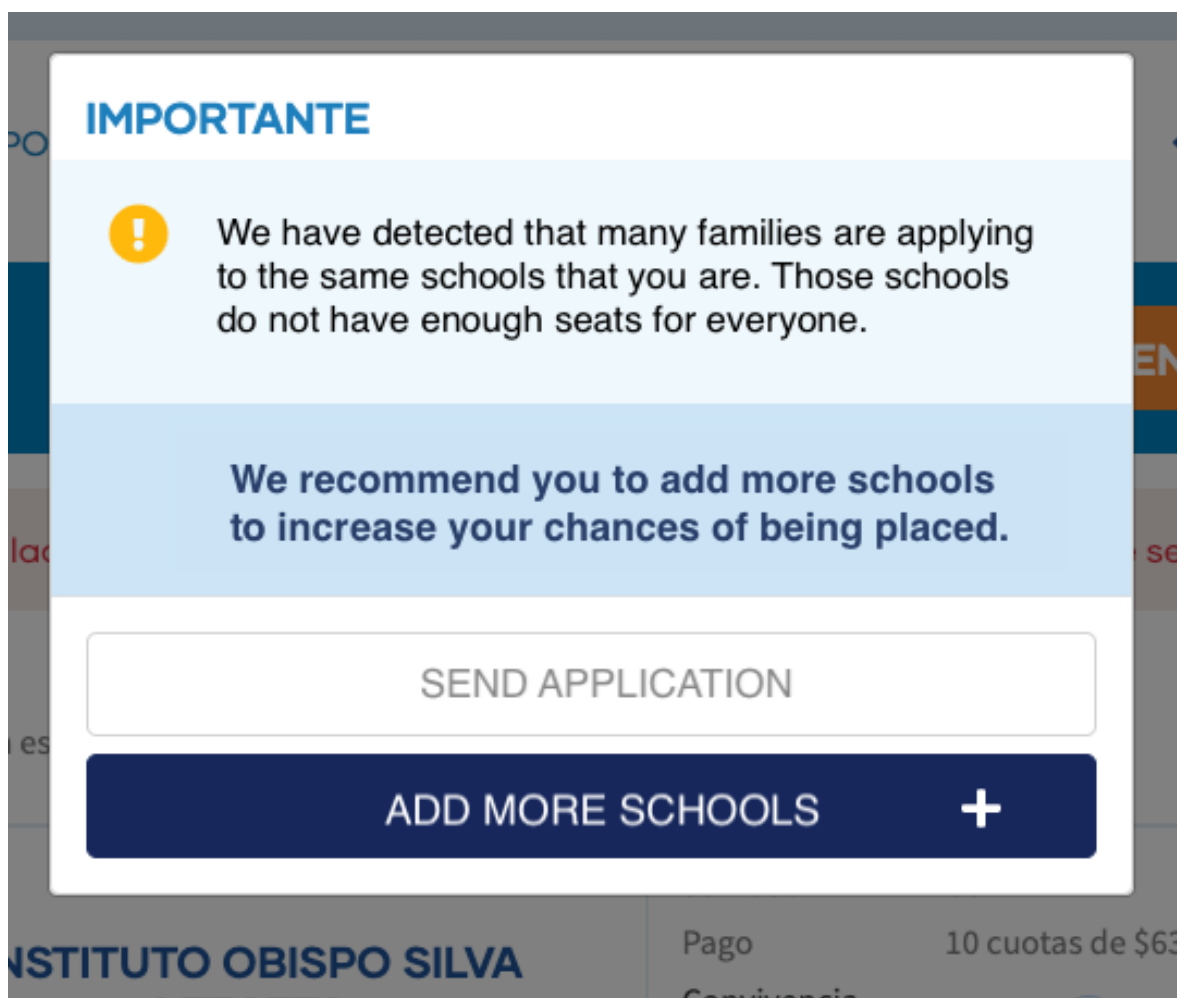 IMPORTANTE
We have detected that many families are applying
to the same schools that you are. Those schools
do not have enough seats for everyone.
We recommend you to add more schools
to increase your chances of being placed.
SEND APPLICATION
ADD MORE SCHOOLS +
NSTITUTO OBISPO SILVA
Pago 10 cuotas de $63